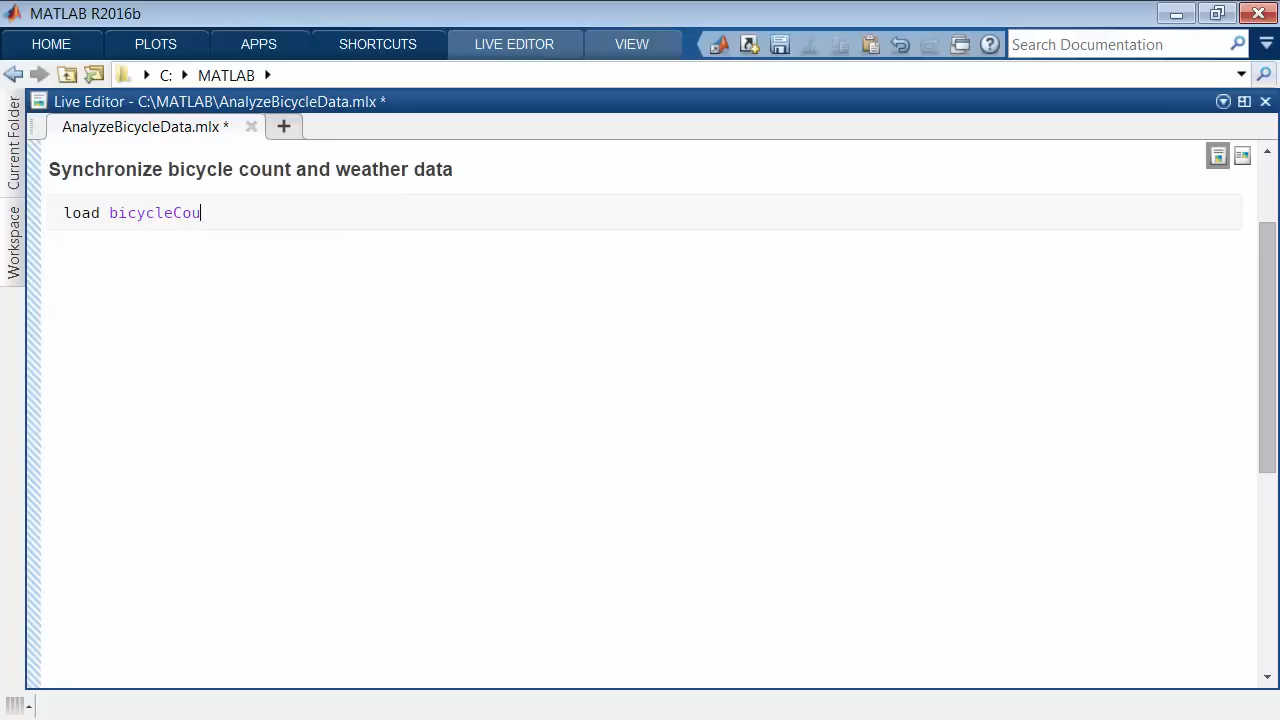 MATLAB R2016b
HOME PLOTS APPS SHORTCUTS LIVE EDITOR VIEW Search Documentation
C: MATLAB
Live Editor - C:\MATLAB\AnalyzeBicycleData.mlx *
AnalyzeBicycleData.mlx *
Current Folder
Workspace
Synchronize bicycle count and weather data
load bicycleCou